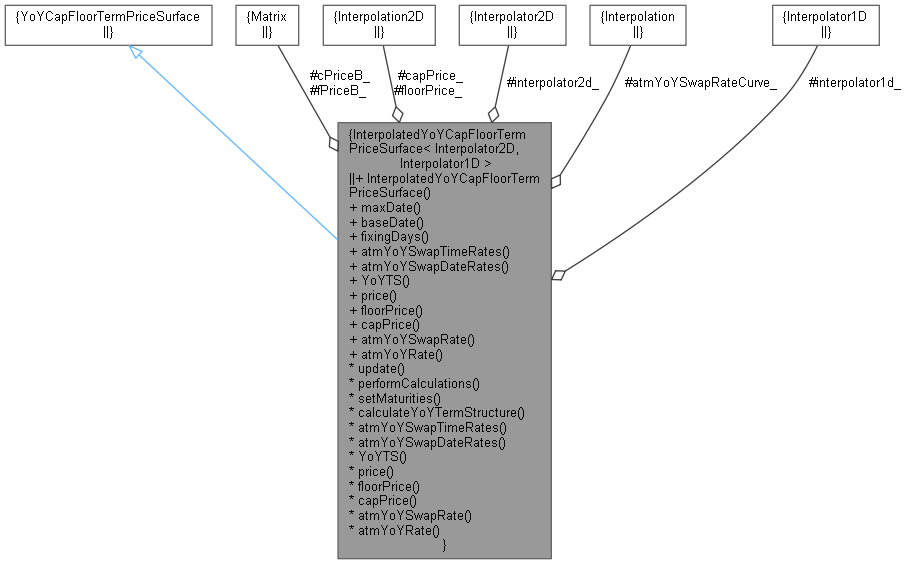 {YoYCapFloorTermPriceSurface
||}
{Matrix
||}
{Interpolation2D
||}
{Interpolator2D
||}
{Interpolation
||}
{Interpolator1D
||}
#cPriceB_
#fPriceB_
#capPrice_
#floorPrice_
#interpolator2d_
#atmYoYSwapRateCurve_
#interpolator1d_
{InterpolatedYoYCapFloorTerm
PriceSurface< Interpolator2D,
Interpolator1D >
||+ InterpolatedYoYCapFloorTerm
PriceSurface()
+ maxDate()
+ baseDate()
+ fixingDays()
+ atmYoYSwapTimeRates()
+ atmYoYSwapDateRates()
+ YoYTS()
+ price()
+ floorPrice()
+ capPrice()
+ atmYoYSwapRate()
+ atmYoYRate()
* update()
* performCalculations()
* setMaturities()
* calculateYoYTermStructure()
* atmYoYSwapTimeRates()
* atmYoYSwapDateRates()
* YoYTS()
* price()
* floorPrice()
* capPrice()
* atmYoYSwapRate()
* atmYoYRate()
}